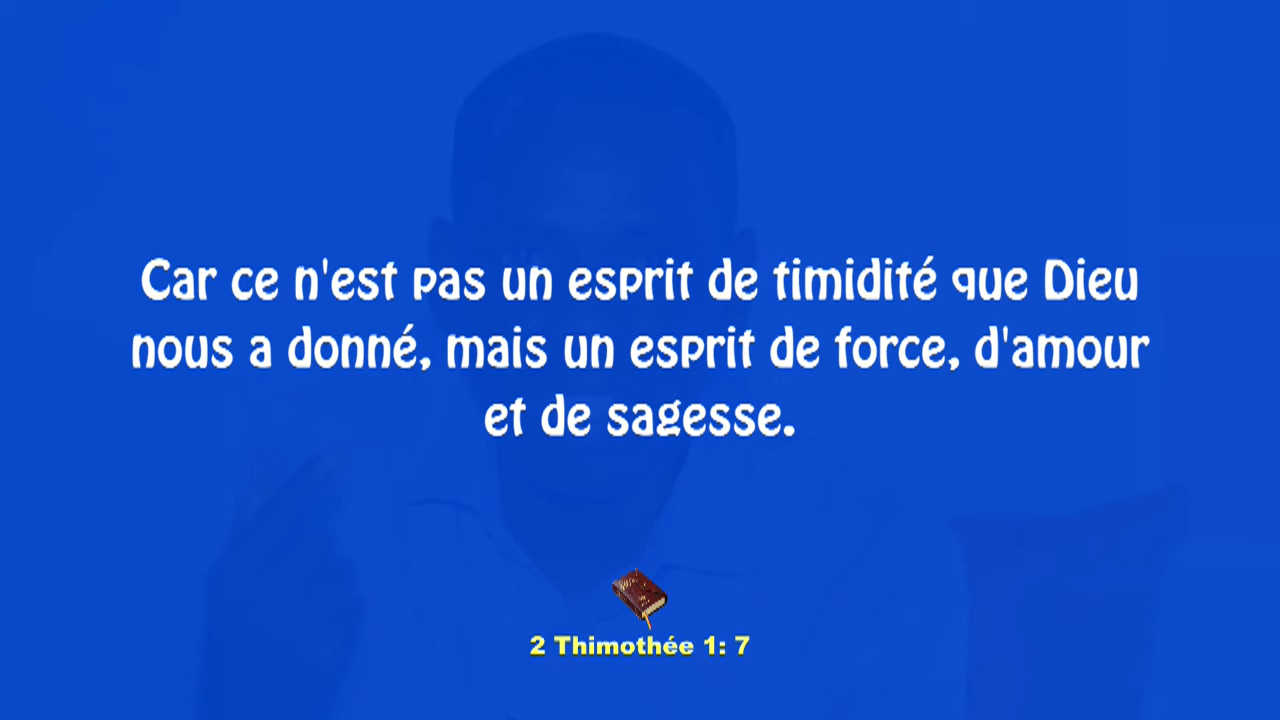 Car ce n'est pas un esprit de timidité que Dieu
nous a donné, mais un esprit de force, d'amour
et de sagesse.
2 Thimothée 1: 7